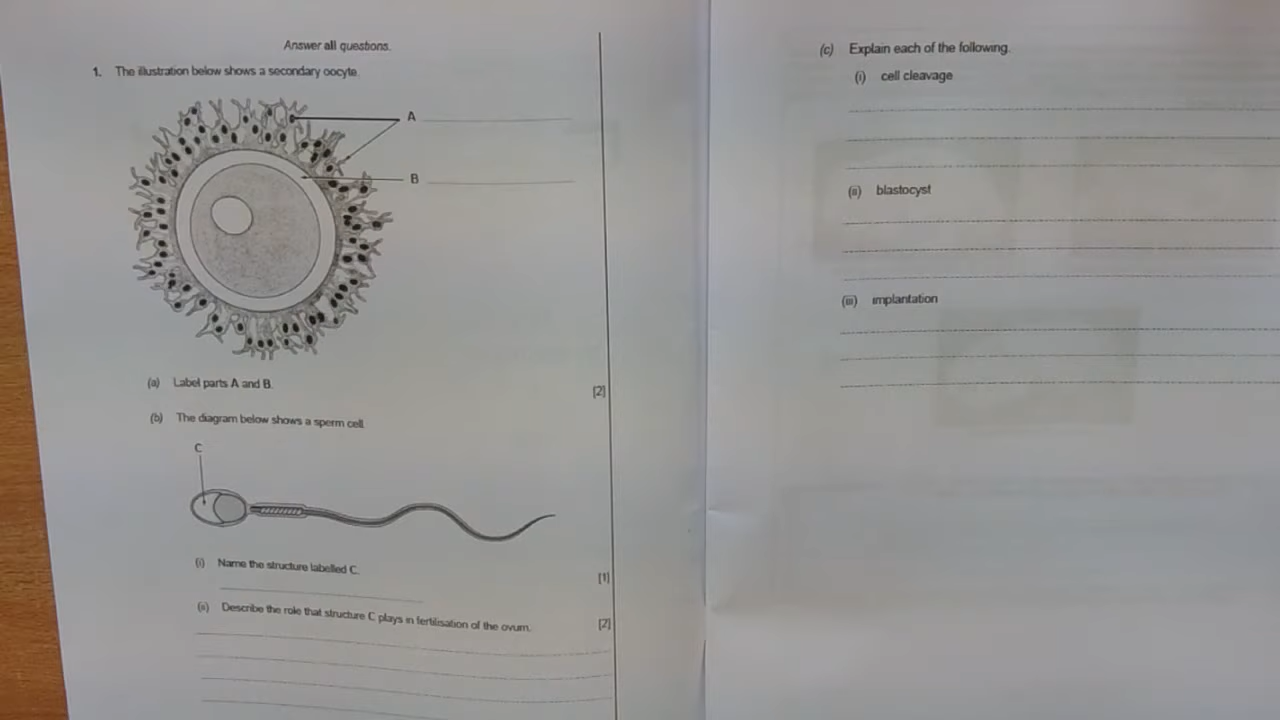 Answer all questions.
1. The illustration below shows a secondary oocyte.
A
B
(a) Label parts A and B.
[2]
(b) The diagram below shows a sperm cell.
C
(i) Name the structure labelled C.
[1]
(ii) Describe the role that structure C plays in fertilisation of the ovum.
[2]
(c) Explain each of the following.
(i) cell cleavage
(ii) blastocyst
(iii) implantation